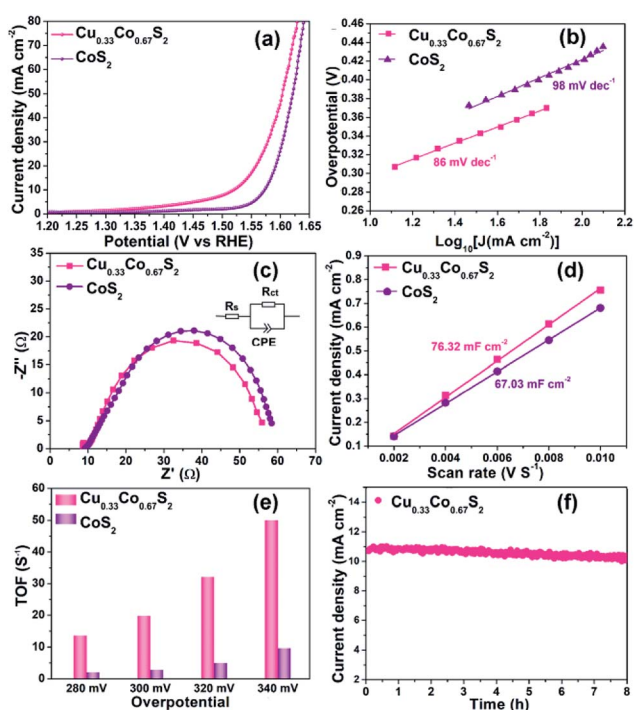 Cu0.33Co0.67S2
CoS2
(a)
Current density (mA cm-2)
80
70
60
50
40
30
20
10
0
1.20 1.25 1.30 1.35 1.40 1.45 1.50 1.55 1.60 1.65
Potential (V vs RHE)
Cu0.33Co0.67S2
CoS2
(b)
Overpotential (V)
0.46
0.44
0.42
0.40
0.38
0.36
0.34
0.32
0.30
0.28
0.26
98 mV dec-1
86 mV dec-1
1.0 1.2 1.4 1.6 1.8 2.0 2.2
Log10[J(mA cm-2)]
(c)
Cu0.33Co0.67S2
CoS2
Rs
Rct
CPE
-Z'' (Ω)
-35
-30
-25
-20
-15
-10
-5
0
0 10 20 30 40 50 60 70
Z' (Ω)
Cu0.33Co0.67S2
CoS2
(d)
Current density (mA cm-2)
0.9
0.8
0.7
0.6
0.5
0.4
0.3
0.2
0.1
76.32 mF cm-2
67.03 mF cm-2
0.002 0.004 0.006 0.008 0.010
Scan rate (V S-1)
Cu0.33Co0.67S2
CoS2
(e)
TOF (S-1)
60
50
40
30
20
10
0
280 mV 300 mV 320 mV 340 mV
Overpotential
Cu0.33Co0.67S2
(f)
Current density (mA cm-2)
16
14
12
10
8
6
4
2
0 1 2 3 4 5 6 7 8
Time (h)